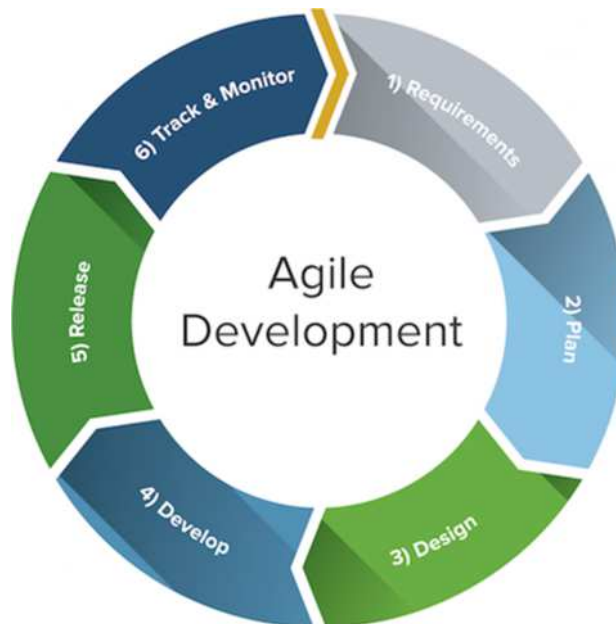 Agile
Development
1) Requirements
2) Plan
3) Design
4) Develop
5) Release
6) Track & Monitor